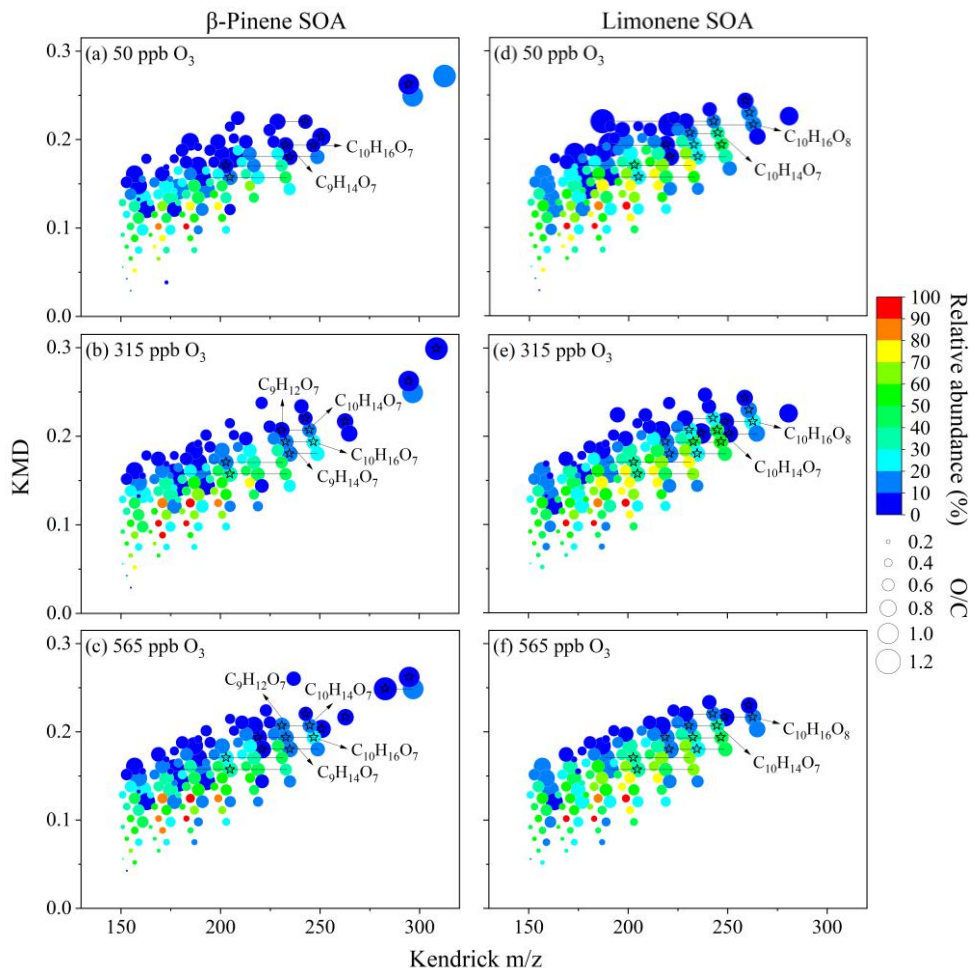 β-Pinene SOA
Limonene SOA
(a) 50 ppb O3
C10H16O7
C9H14O7
0.3
0.2
0.1
0.0
(d) 50 ppb O3
C10H16O8
C10H14O7
(b) 315 ppb O3
C9H12O7
C10H14O7
C10H16O7
C9H14O7
0.3
0.2
0.1
0.0
(e) 315 ppb O3
C10H16O8
C10H14O7
(c) 565 ppb O3
C9H12O7
C10H14O7
C10H16O7
C9H14O7
0.3
0.2
0.1
0.0
(f) 565 ppb O3
C10H16O8
C10H14O7
150 200 250 300
150 200 250 300
KMD
Kendrick m/z
Relative abundance (%)
100
90
80
70
60
50
40
30
20
10
0
O/C
0.2
0.4
0.6
0.8
1.0
1.2